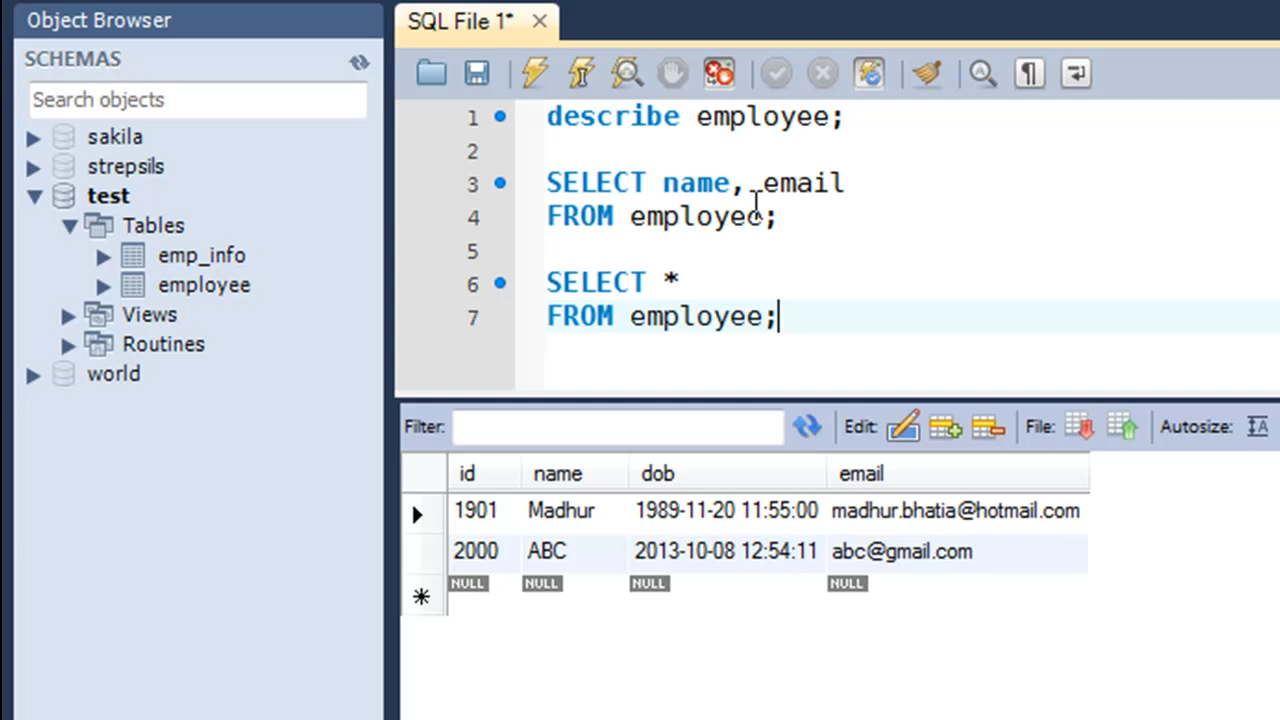 Object Browser
SCHEMAS
Search objects
sakila
strepsils
test
Tables
emp_info
employee
Views
Routines
world
SQL File 1*
1 describe employee;
2
3 SELECT name, email
4 FROM employee;
5
6 SELECT *
7 FROM employee;
Filter: Edit: File: Autosize:
id name dob email
1901 Madhur 1989-11-20 11:55:00 madhur.bhatia@hotmail.com
2000 ABC 2013-10-08 12:54:11 abc@gmail.com
NULL NULL NULL NULL